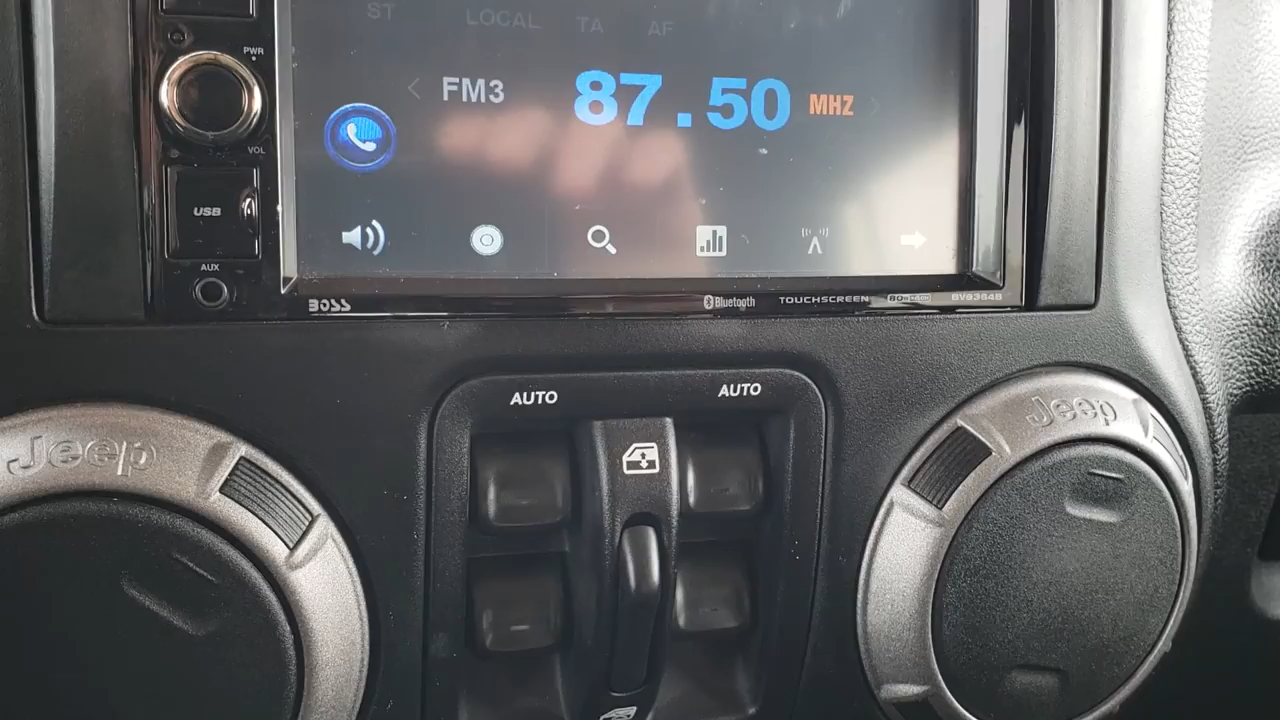 ST LOCAL TA AF
PWR
FM3 87.50 MHZ
VOL
USB
AUX
BOSS Bluetooth TOUCHSCREEN
AUTO AUTO
Jeep Jeep